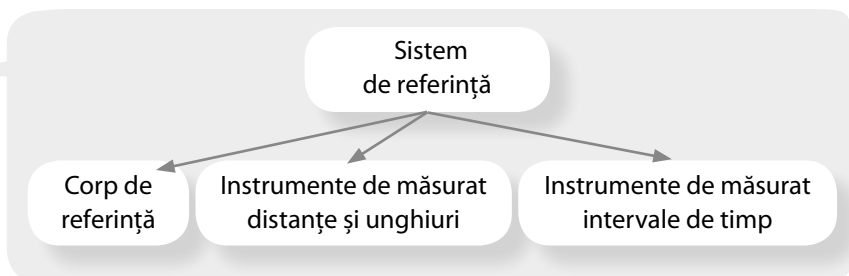 Sistem
de referință
Corp de
referință
Instrumente de măsurat
distanțe și unghiuri
Instrumente de măsurat
intervale de timp